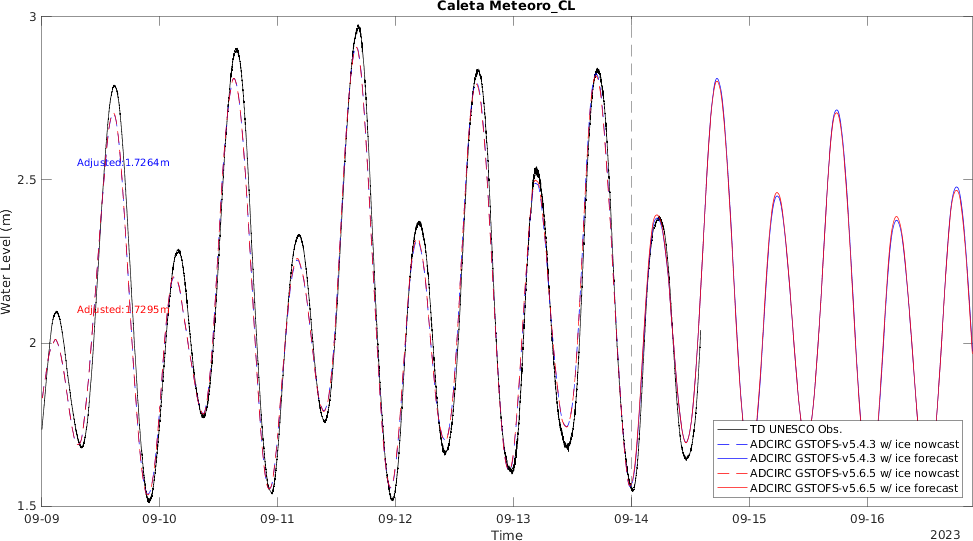 Caleta Meteoro_CL
Water Level (m)
3
2.5
2
1.5
Adjusted:1.7264m
Adjusted:1.7295m
TD UNESCO Obs.
ADCIRC GSTOFS-v5.4.3 w/ ice nowcast
ADCIRC GSTOFS-v5.4.3 w/ ice forecast
ADCIRC GSTOFS-v5.6.5 w/ ice nowcast
ADCIRC GSTOFS-v5.6.5 w/ ice forecast
09-09 09-10 09-11 09-12 09-13 09-14 09-15 09-16
Time
2023